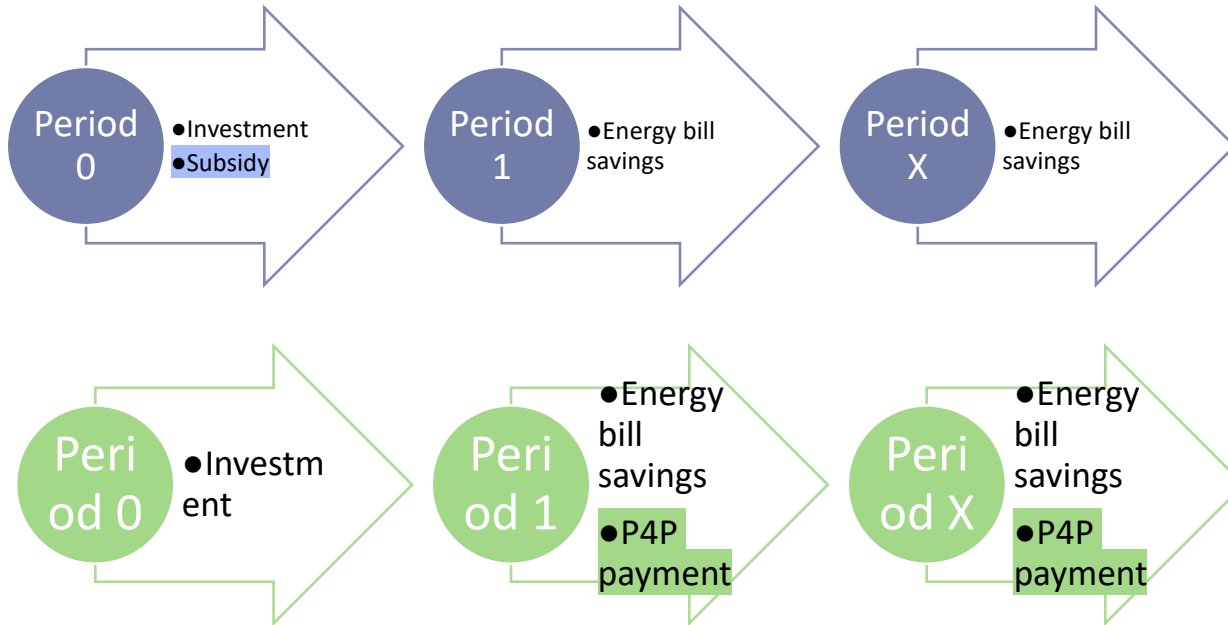 Period
0
●Investment
●Subsidy
Period
1
●Energy bill
savings
Period
X
●Energy bill
savings
Peri
od 0
●Investm
ent
Peri
od 1
●Energy
bill
savings
●P4P
payment
Peri
od X
●Energy
bill
savings
●P4P
payment